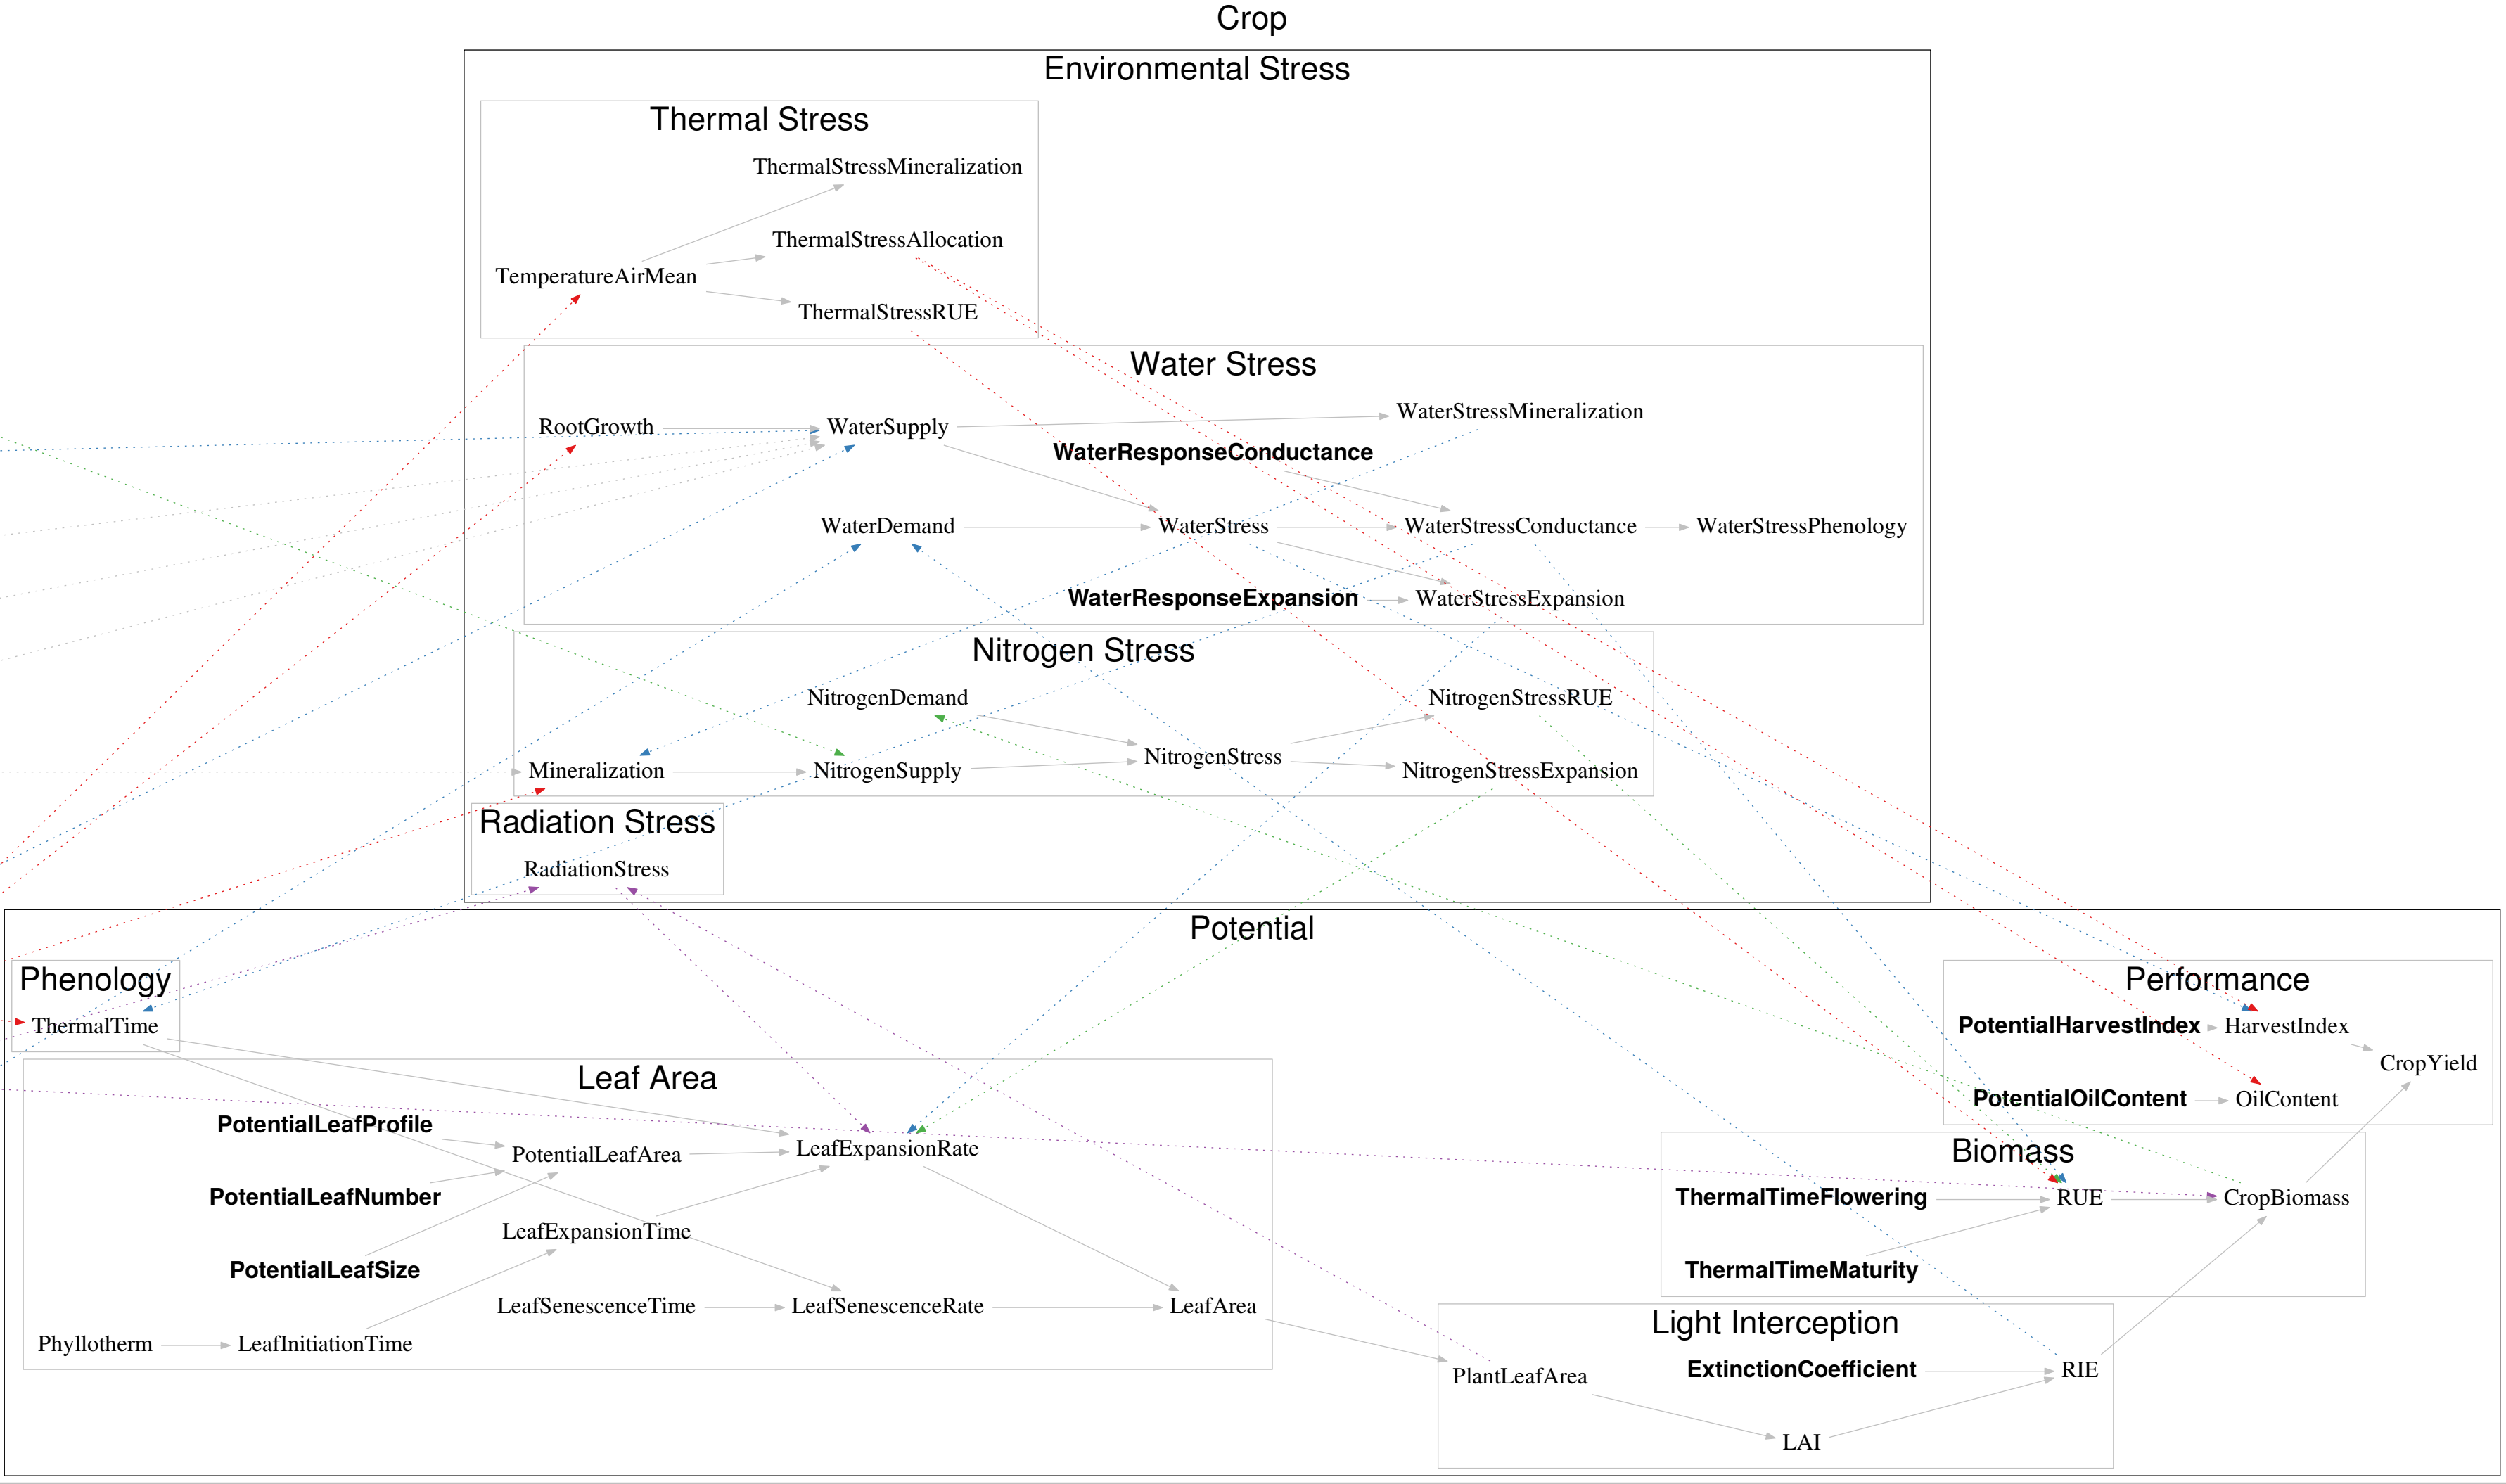 Crop
Environmental Stress
Thermal Stress
ThermalStressMineralization
ThermalStressAllocation
TemperatureAirMean
ThermalStressRUE
Water Stress
WaterStressMineralization
RootGrowth
WaterSupply
WaterResponseConductance
WaterDemand
WaterStress
WaterStressConductance
WaterStressPhenology
WaterResponseExpansion
WaterStressExpansion
Nitrogen Stress
NitrogenDemand
NitrogenStressRUE
NitrogenStress
Mineralization
NitrogenSupply
NitrogenStressExpansion
Radiation Stress
RadiationStress
Potential
Phenology
ThermalTime
Leaf Area
PotentialLeafProfile
PotentialLeafArea
LeafExpansionRate
PotentialLeafNumber
LeafExpansionTime
PotentialLeafSize
LeafSenescenceTime
LeafSenescenceRate
LeafArea
Phyllotherm
LeafInitiationTime
Performance
PotentialHarvestIndex
HarvestIndex
CropYield
PotentialOilContent
OilContent
Biomass
ThermalTimeFlowering
RUE
CropBiomass
ThermalTimeMaturity
Light Interception
ExtinctionCoefficient
RIE
PlantLeafArea
LAI